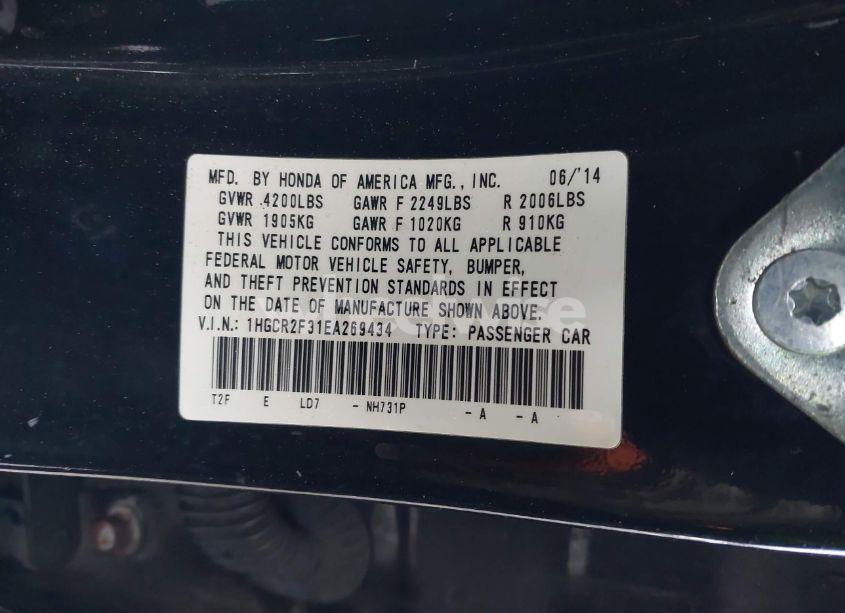 MFD. BY HONDA OF AMERICA MFG., INC. 06/'14
GVWR 4200LBS GAWR F 2249LBS R 2006LBS
GVWR 1905KG GAWR F 1020KG R 910KG
THIS VEHICLE CONFORMS TO ALL APPLICABLE
FEDERAL MOTOR VEHICLE SAFETY, BUMPER,
AND THEFT PREVENTION STANDARDS IN EFFECT
ON THE DATE OF MANUFACTURE SHOWN ABOVE.
V.I.N.: 1HGCR2F31EA269434 TYPE: PASSENGER CAR
T2F E LD7 - NH731P - A - A